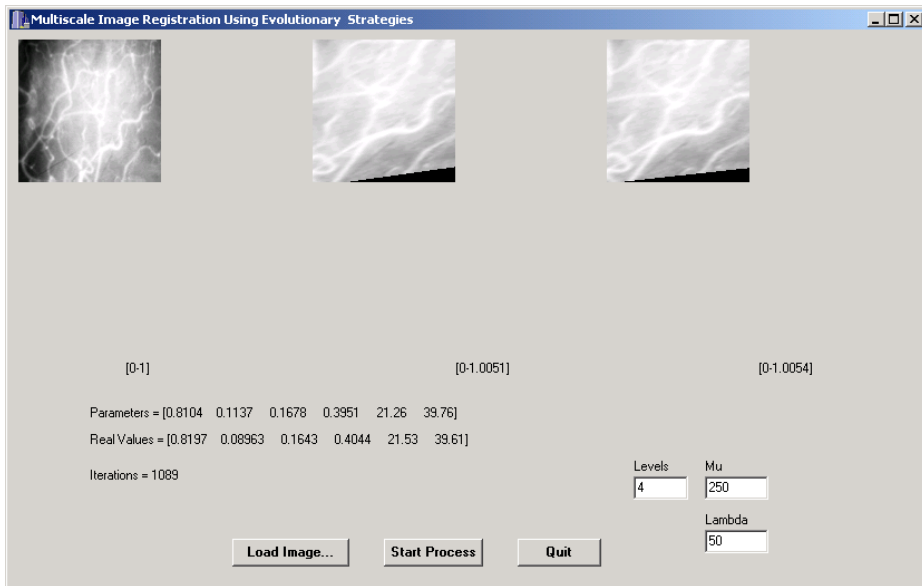 Multiscale Image Registration Using Evolutionary Strategies
[0-1] [0-1.0051] [0-1.0054]
Parameters = [0.8104 0.1137 0.1678 0.3951 21.26 39.76]
Real Values = [0.8197 0.08963 0.1643 0.4044 21.53 39.61]
Iterations = 1089
Levels Mu
4 250
Lambda
50
Load Image... Start Process Quit